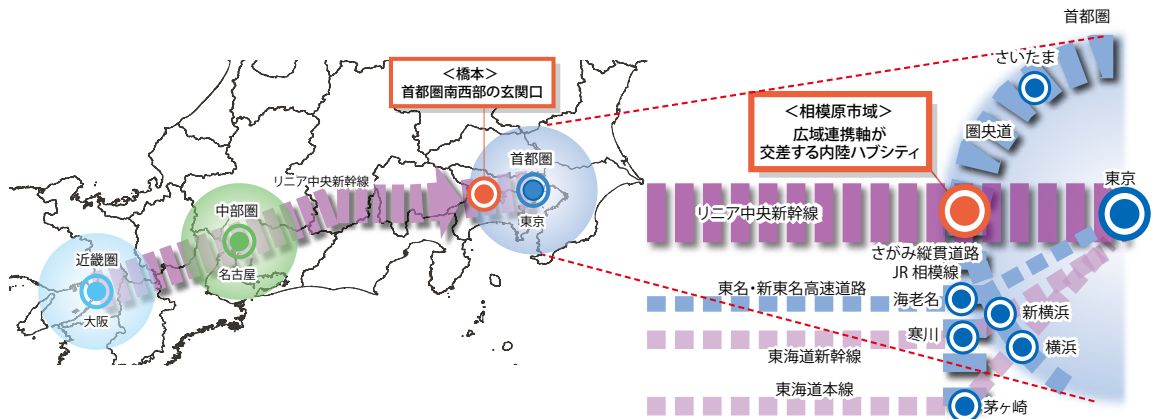 ＜橋本＞
首都圏南西部の玄関口
首都圏
東京
リニア中央新幹線
中部圏
名古屋
近畿圏
大阪
首都圏
さいたま
圏央道
＜相模原市域＞
広域連携軸が
交差する内陸ハブシティ
東京
リニア中央新幹線
さがみ縦貫道路
JR相模線
東名・新東名高速道路
海老名
新横浜
寒川
横浜
東海道新幹線
東海道本線
茅ヶ崎